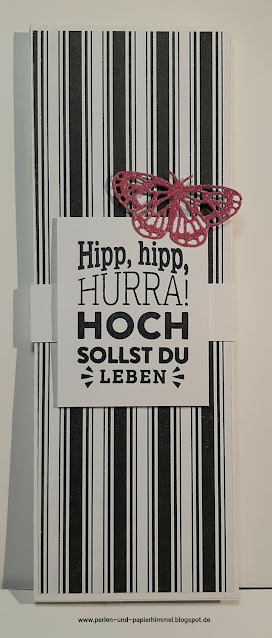 Hipp, hipp,
HURRA!
HOCH
SOLLST DU
LEBEN
www.perlen-und-papierhimmel.blogspot.de